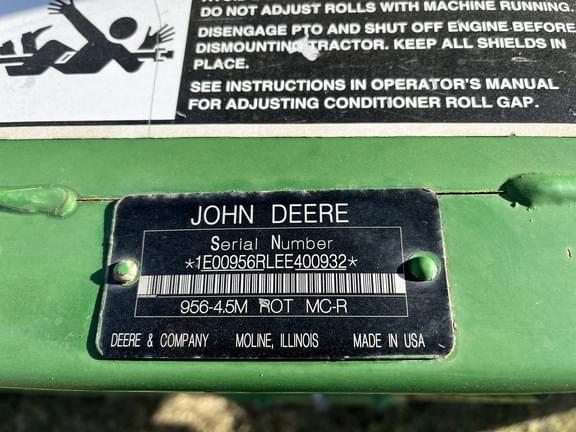 DO NOT ADJUST ROLLS WITH MACHINE RUNNING.
DISENGAGE PTO AND SHUT OFF ENGINE BEFORE
DISMOUNTING TRACTOR. KEEP ALL SHIELDS IN
PLACE.
SEE INSTRUCTIONS IN OPERATOR'S MANUAL
FOR ADJUSTING CONDITIONER ROLL GAP.
JOHN DEERE
Serial Number
*1E00956RLEE400932*
956-4.5M ROT MC-R
DEERE & COMPANY MOLINE, ILLINOIS MADE IN USA